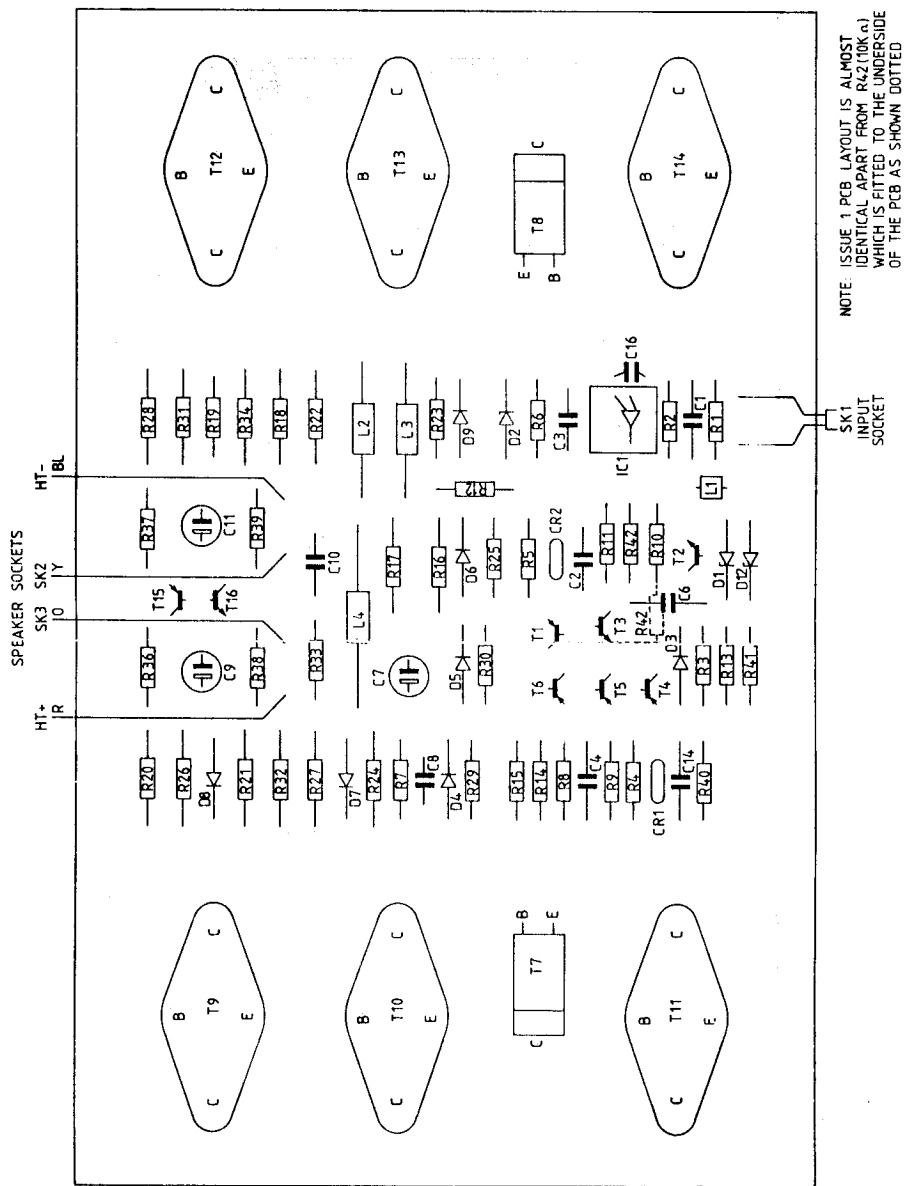 SPEAKER SOCKETS
HT+ SK3 SK2 HT-
R O Y BL
T9 B C C E
T10 B C C E
T7 B E C
T11 B C C E
T12 B C C E
T13 B C C E
T8 E B C
T14 B C C E
R20
R26
D8
R21
R32
R27
D7
R24
R7
C8
D4
R29
R15
R14
R8
C4
R9
R4
CR1
C14
R40
R36
C9
R38
R33
C7
D5
R30
T6
T1
T5
T3
T4
R42
C6
D3
R3
R13
R41
T15
T16
R37
C11
R39
C10
L4
R17
R16
D6
R25
R5
CR2
C2
R11
R42
R10
T2
D1
D12
R12
L1
R28
R31
R19
R34
R18
R22
L2
L3
R23
D9
D2
R6
C3
IC1
C16
R2
C1
R1
SK1
INPUT
SOCKET
NOTE: ISSUE 1 PCB LAYOUT IS ALMOST
IDENTICAL APART FROM R42 (10KΩ)
WHICH IS FITTED TO THE UNDERSIDE
OF THE PCB AS SHOWN DOTTED